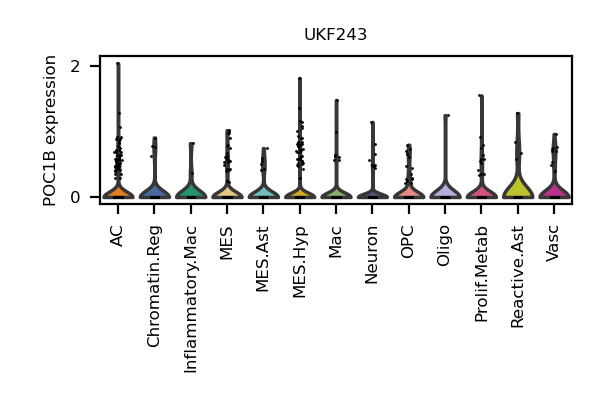 UKF243
POC1B expression
2
0
AC
Chromatin.Reg
Inflammatory.Mac
MES
MES.Ast
MES.Hyp
Mac
Neuron
OPC
Oligo
Prolif.Metab
Reactive.Ast
Vasc